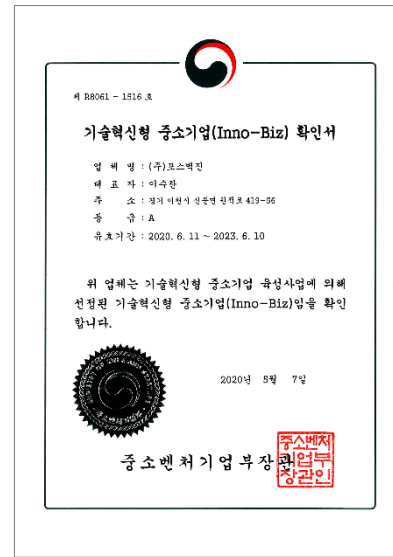 제 R8061 - 1516 호
기술혁신형 중소기업(Inno-Biz) 확인서
업 체 명 : (주)포스벡진
대 표 자 : 이수란
주 소 : 경기 이천시 신둔면 원적로 419-56
등 급 : A
유효기간 : 2020. 6. 11 ~ 2023. 6. 10
위 업체는 기술혁신형 중소기업 육성사업에 의해
선정된 기술혁신형 중소기업(Inno-Biz)임을 확인
합니다.
2020년 5월 7일
중소벤처기업부장관
중소벤처
기업부
장관인